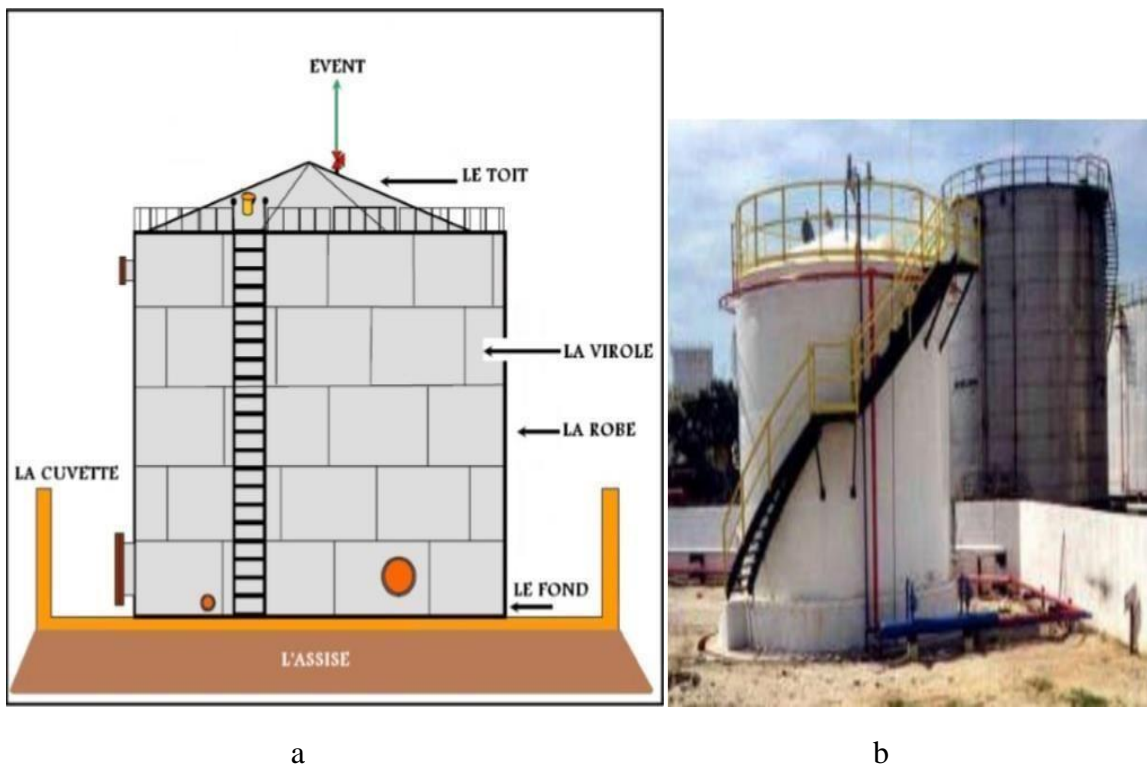 EVENT
LE TOIT
LA VIROLE
LA ROBE
LA CUVETTE
LE FOND
L'ASSISE
a
b